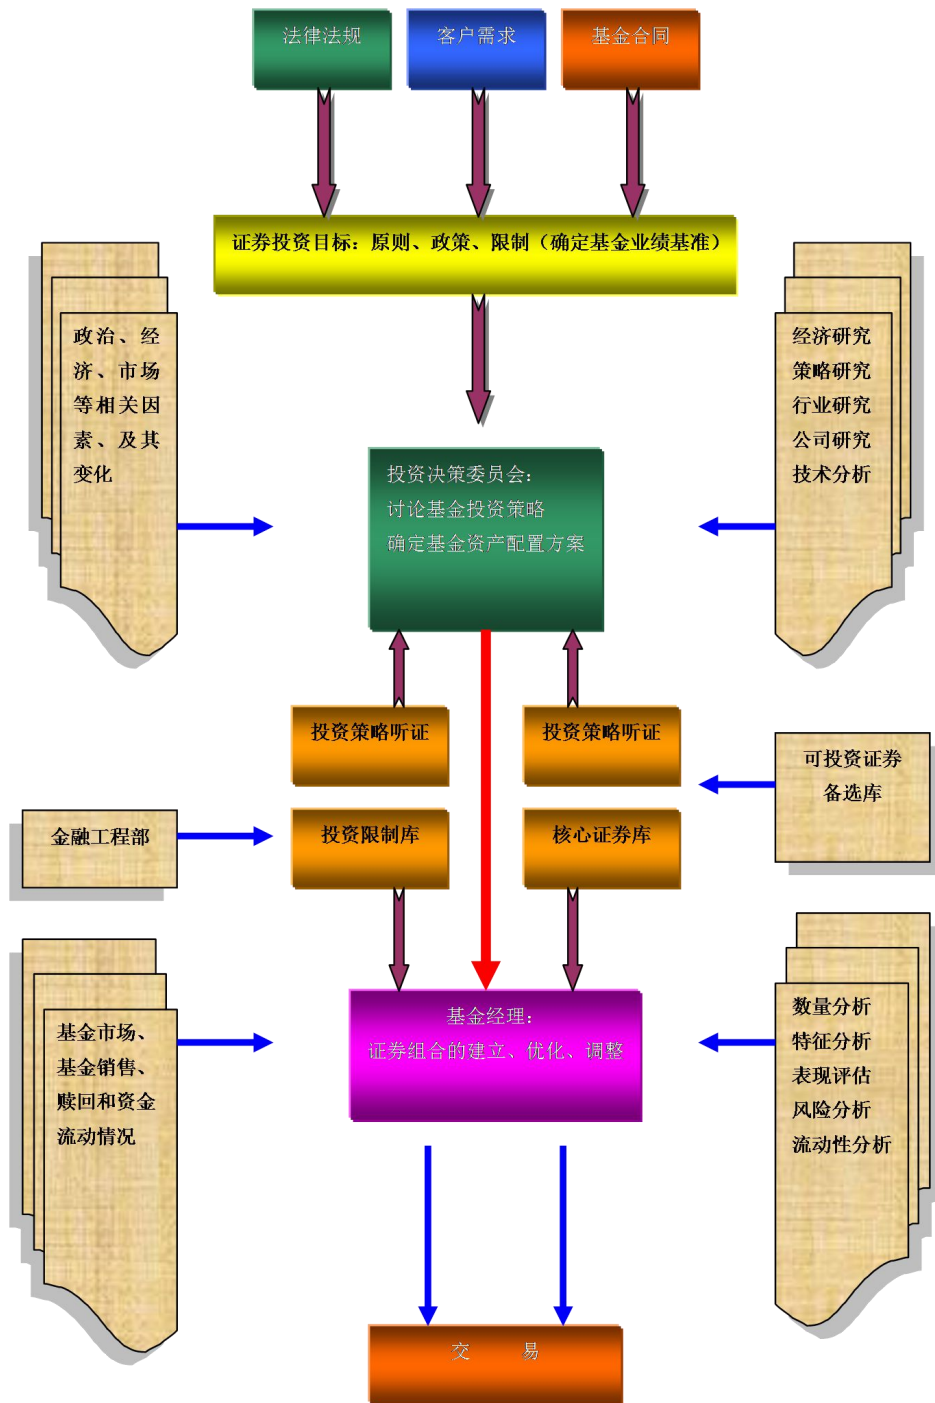 法律法规
客户需求
基金合同
证券投资目标：原则、政策、限制（确定基金业绩基准）
政治、经
济、市场
等相关因
素、及其
变化
经济研究
策略研究
行业研究
公司研究
技术分析
投资决策委员会：
讨论基金投资策略
确定基金资产配置方案
投资策略听证
投资策略听证
可投资证券
备选库
金融工程部
投资限制库
核心证券库
基金市场、
基金销售、
赎回和资金
流动情况
基金经理：
证券组合的建立、优化、调整
数量分析
特征分析
表现评估
风险分析
流动性分析
交 易